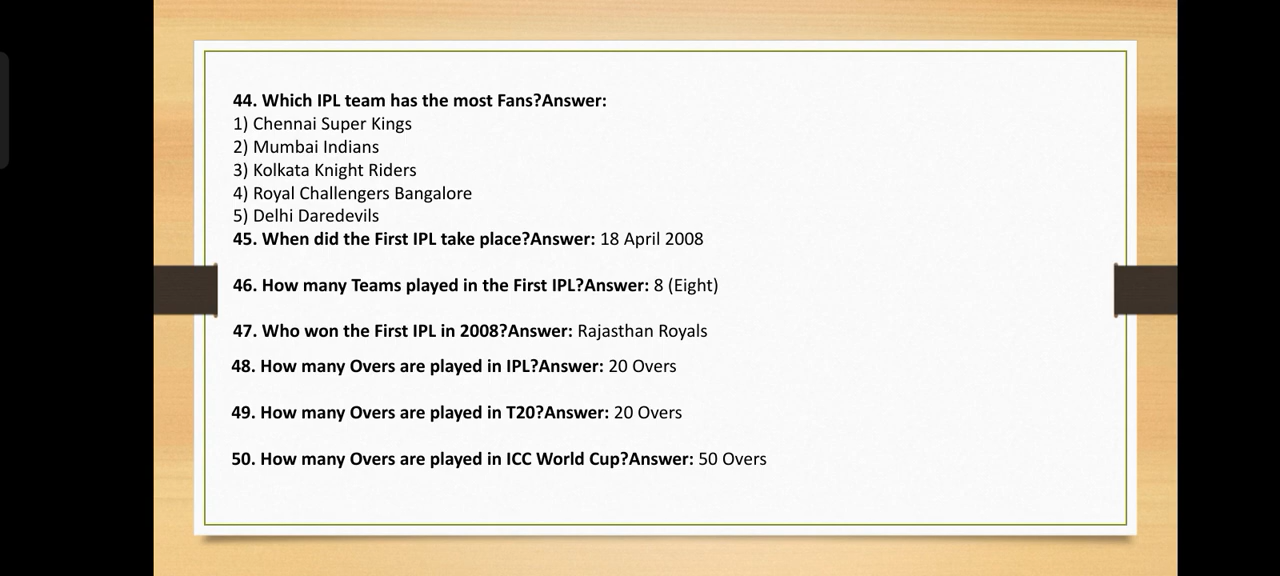 44. Which IPL team has the most Fans?Answer:
1) Chennai Super Kings
2) Mumbai Indians
3) Kolkata Knight Riders
4) Royal Challengers Bangalore
5) Delhi Daredevils
45. When did the First IPL take place?Answer: 18 April 2008
46. How many Teams played in the First IPL?Answer: 8 (Eight)
47. Who won the First IPL in 2008?Answer: Rajasthan Royals
48. How many Overs are played in IPL?Answer: 20 Overs
49. How many Overs are played in T20?Answer: 20 Overs
50. How many Overs are played in ICC World Cup?Answer: 50 Overs